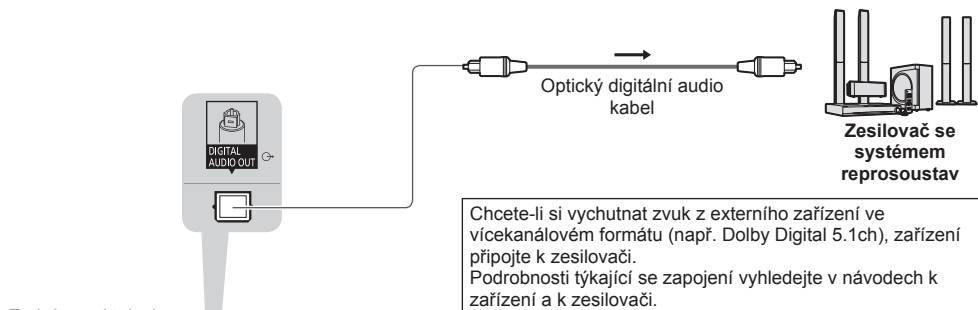 Optický digitální audio
kabel
DIGITAL
AUDIO OUT
Zesilovač se
systémem
reprosoustav
Chcete-li si vychutnat zvuk z externího zařízení ve
vícekanálovém formátu (např. Dolby Digital 5.1ch), zařízení
připojte k zesilovači.
Podrobnosti týkající se zapojení vyhledejte v návodech k
zařízení a k zesilovači.